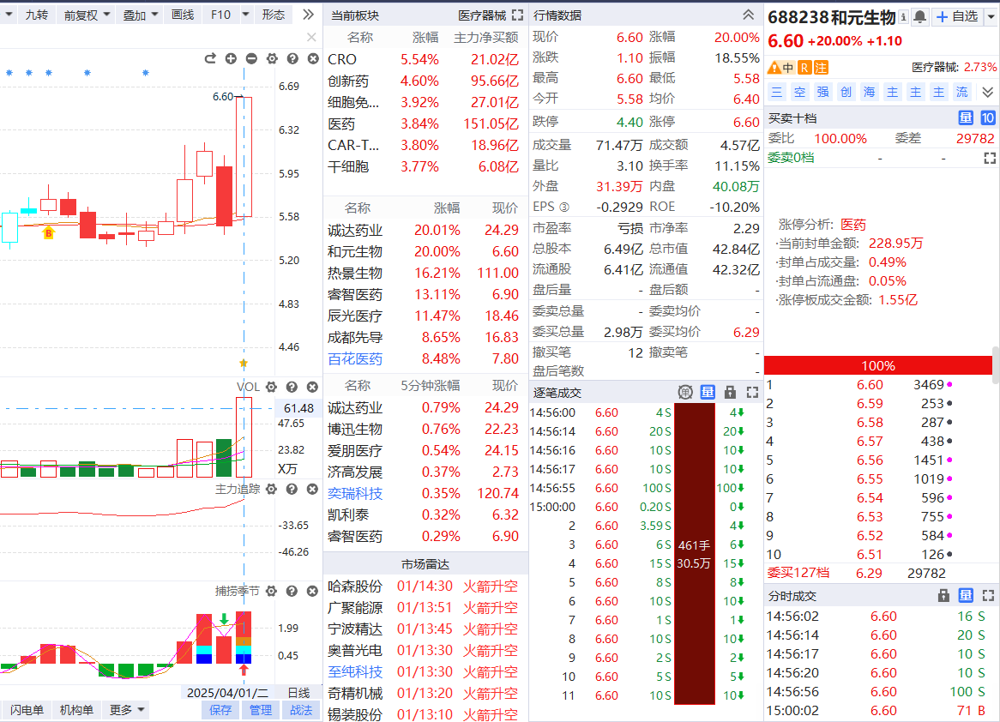 九转 前复权 叠加 画线 F10 形态
6.60
6.69
6.32
5.95
5.58
5.20
4.83
4.46
B
VOL
61.48
47.65
23.82
X万
主力追踪
-33.65
-46.26
捕捞季节
1.99
0.45
2025/04/01/二 日线
闪电单 机构单 更多 保存 管理 战法
当前板块 医疗器械
名称 涨幅 主力净买额
CRO 5.54% 21.02亿
创新药 4.60% 95.66亿
细胞免... 3.92% 27.01亿
医药 3.84% 151.05亿
CAR-T... 3.80% 18.96亿
干细胞 3.77% 6.08亿
名称 涨幅 现价
诚达药业 20.01% 24.29
和元生物 20.00% 6.60
热景生物 16.21% 111.00
睿智医药 13.11% 6.90
辰光医疗 11.47% 18.46
成都先导 8.65% 16.83
百花医药 8.48% 7.80
名称 5分钟涨幅 现价
诚达药业 0.79% 24.29
博迅生物 0.76% 22.23
爱朋医疗 0.54% 24.15
济高发展 0.37% 2.73
奕瑞科技 0.35% 120.74
凯利泰 0.32% 6.32
睿智医药 0.29% 6.90
市场雷达
哈森股份 01/14:30 火箭升空
广聚能源 01/13:51 火箭升空
宁波精达 01/13:45 火箭升空
奥普光电 01/13:30 火箭升空
至纯科技 01/13:30 火箭升空
奇精机械 01/13:20 火箭升空
锡装股份 01/13:10 火箭升空
行情数据
现价 6.60 涨幅 20.00%
涨跌 1.10 振幅 18.55%
最高 6.60 最低 5.58
今开 5.58 均价 6.40
跌停 4.40 涨停 6.60
成交量 71.47万 成交额 4.57亿
量比 3.10 换手率 11.15%
外盘 31.39万 内盘 40.08万
EPS ③ -0.2929 ROE -10.20%
市盈率 亏损 市净率 2.29
总股本 6.49亿 总市值 42.84亿
流通股 6.41亿 流通值 42.32亿
盘后量 - 盘后额 -
委卖总量 - 委卖均价 -
委买总量 2.98万 委买均价 6.29
撤买笔 12 撤卖笔 -
盘后笔数 -
逐笔成交 弹 量
14:56:00 6.60 4 S 4
14:56:14 6.60 20 S 20
14:56:16 6.60 10 S 10
14:56:17 6.60 10 S 10
14:56:55 6.60 100 S 100
15:00:00 6.60 0.20 S 0
2 6.60 3.59 S 4
3 6.60 6 S 461手 6
4 6.60 15 S 30.5万 15
5 6.60 8 S 8
6 6.60 10 S 10
7 6.60 1 S 1
8 6.60 10 S 10
9 6.60 2 S 2
10 6.60 5 S 5
11 6.60 10 S 10
688238 和元生物 i + 自选
6.60 +20.00% +1.10
中 R 注 医疗器械: 2.73%
三 空 强 创 海 主 主 主 流
买卖十档 量 10
委比 100.00% 委差 29782
委卖0档 - -
涨停分析: 医药
·当前封单金额: 228.95万
·封单占成交量: 0.49%
·封单占流通盘: 0.05%
·涨停板成交金额: 1.55亿
100%
1 6.60 3469
2 6.59 253
3 6.58 287
4 6.57 438
5 6.56 1451
6 6.55 1019
7 6.54 596
8 6.53 755
9 6.52 584
10 6.51 126
委买127档 6.29 29782
分时成交 量
14:56:02 6.60 16 S
14:56:14 6.60 20 S
14:56:17 6.60 10 S
14:56:20 6.60 10 S
14:56:56 6.60 100 S
15:00:02 6.60 71 B